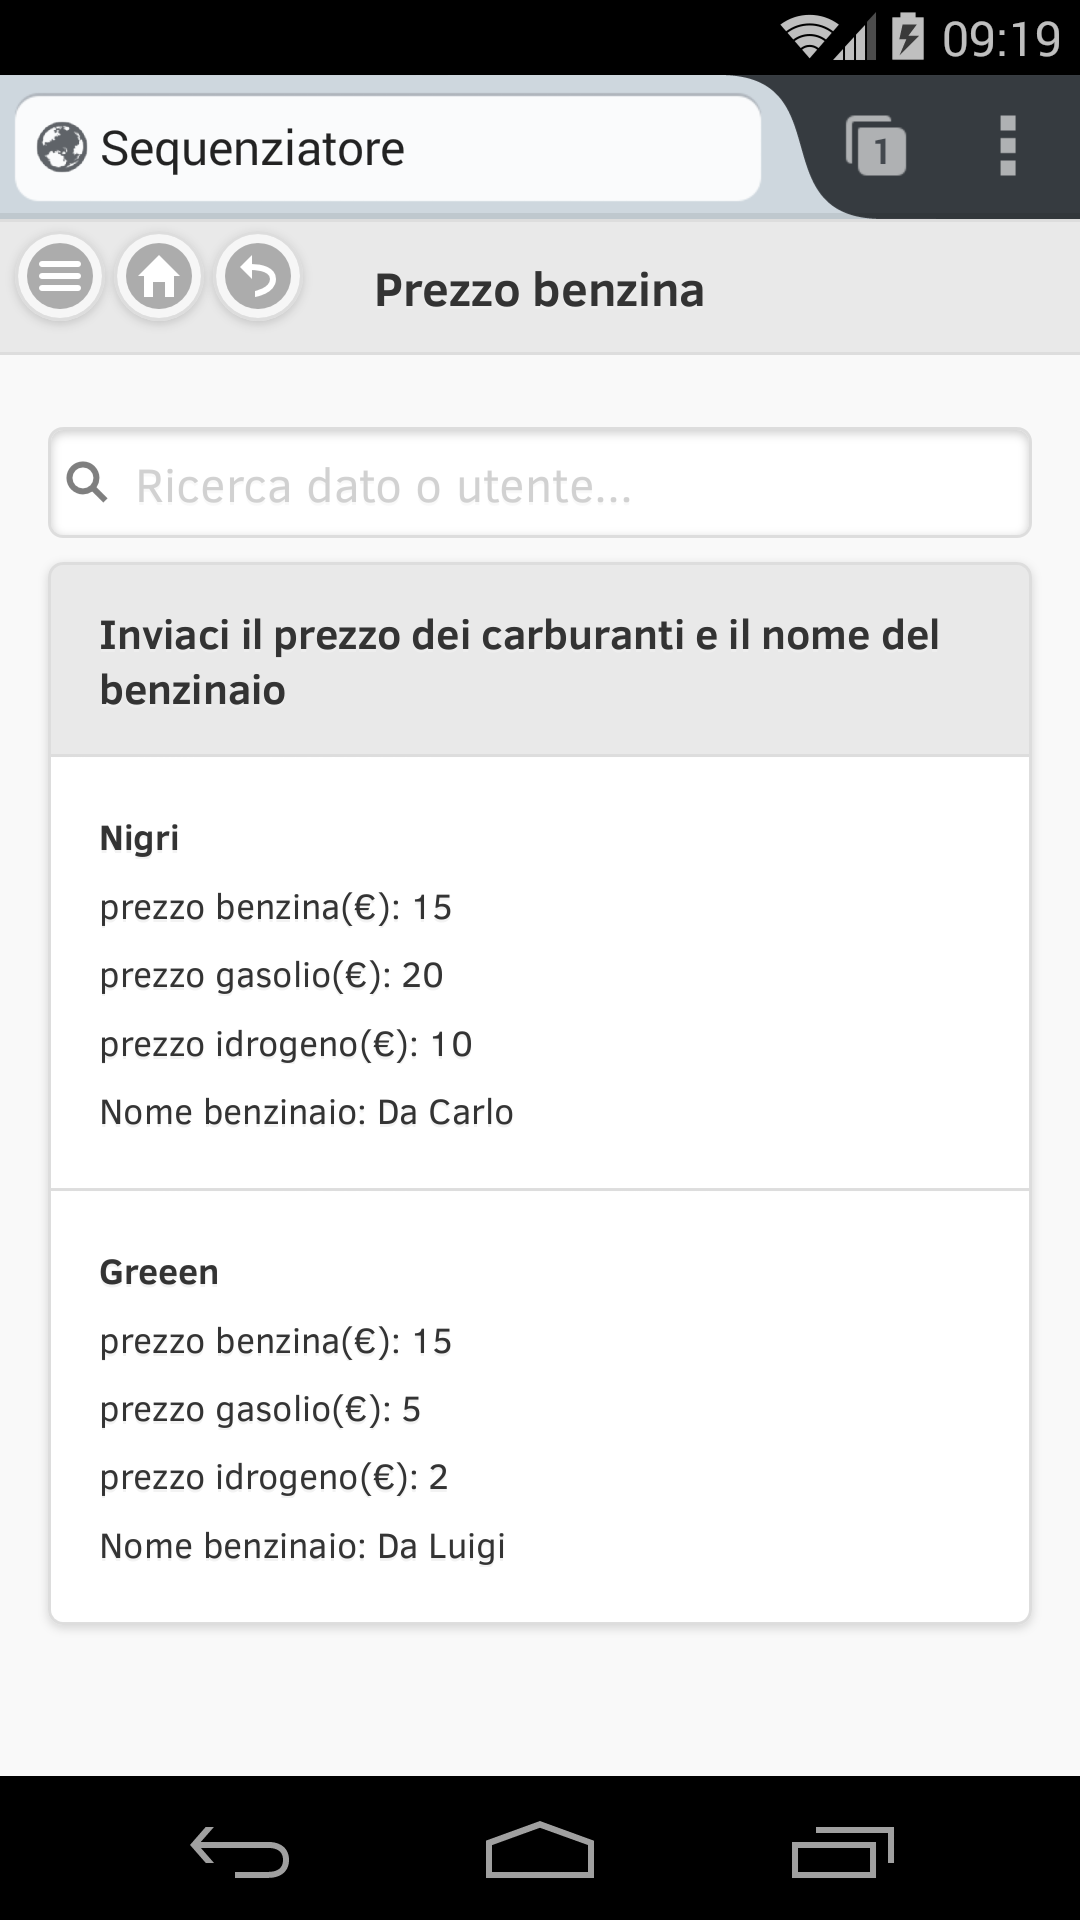 09:19
Sequenziatore
1
Prezzo benzina
Ricerca dato o utente...
Inviaci il prezzo dei carburanti e il nome del
benzinaio
Nigri
prezzo benzina(€): 15
prezzo gasolio(€): 20
prezzo idrogeno(€): 10
Nome benzinaio: Da Carlo
Greeen
prezzo benzina(€): 15
prezzo gasolio(€): 5
prezzo idrogeno(€): 2
Nome benzinaio: Da Luigi